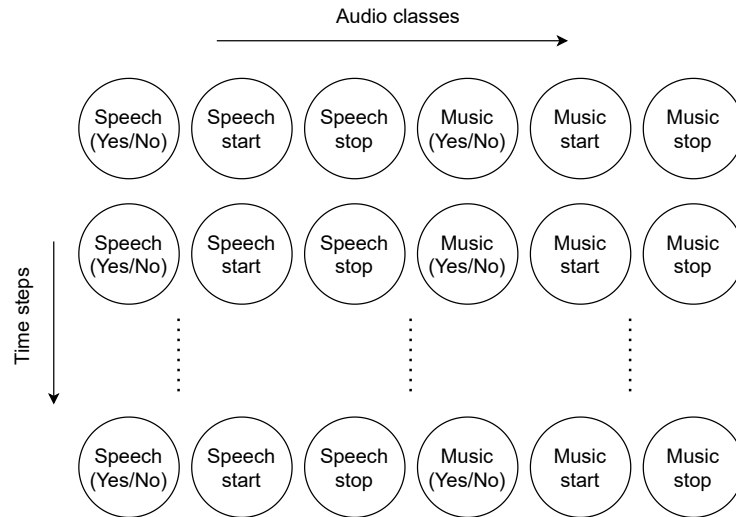 Audio classes
Speech
(Yes/No)
Speech
start
Speech
stop
Music
(Yes/No)
Music
start
Music
stop
Speech
(Yes/No)
Speech
start
Speech
stop
Music
(Yes/No)
Music
start
Music
stop
Time steps
Speech
(Yes/No)
Speech
start
Speech
stop
Music
(Yes/No)
Music
start
Music
stop